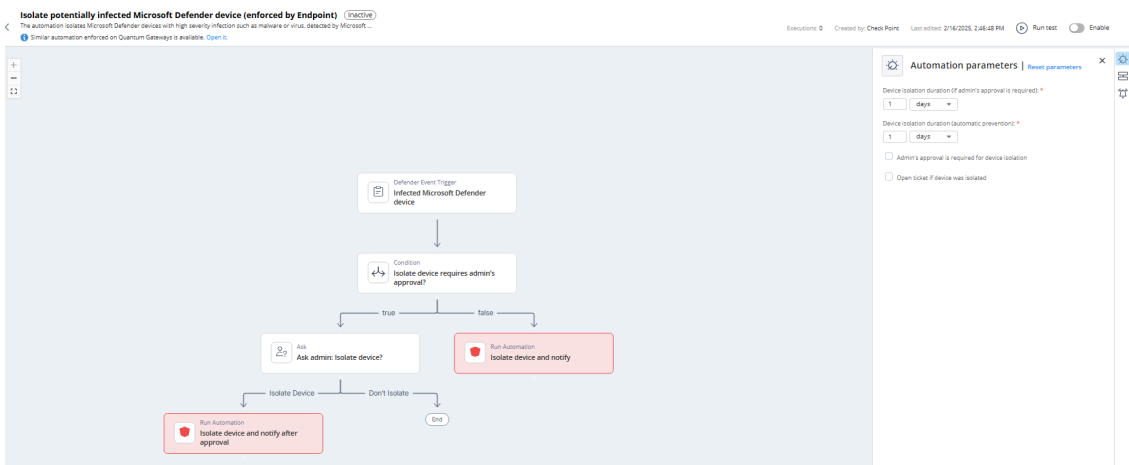 Isolate potentially infected Microsoft Defender device (enforced by Endpoint) Inactive
The automation isolates Microsoft Defender devices with high severity infection such as malware or virus, detected by Microsoft ...
Similar automation enforced on Quantum Gateways is available. Open it.
Executions: 0 Created by: Check Point Last edited: 2/16/2025, 2:46:48 PM Run test Enable
Automation parameters | Reset parameters
Device isolation duration (if admin's approval is required): *
1 days
Device isolation duration (automatic prevention): *
1 days
Admin's approval is required for device isolation
Open ticket if device was isolated
Defender Event Trigger
Infected Microsoft Defender
device
Condition
Isolate device requires admin's
approval?
true false
Ask
Ask admin: Isolate device?
Run Automation
Isolate device and notify
Isolate Device Don't Isolate
End
Run Automation
Isolate device and notify after
approval